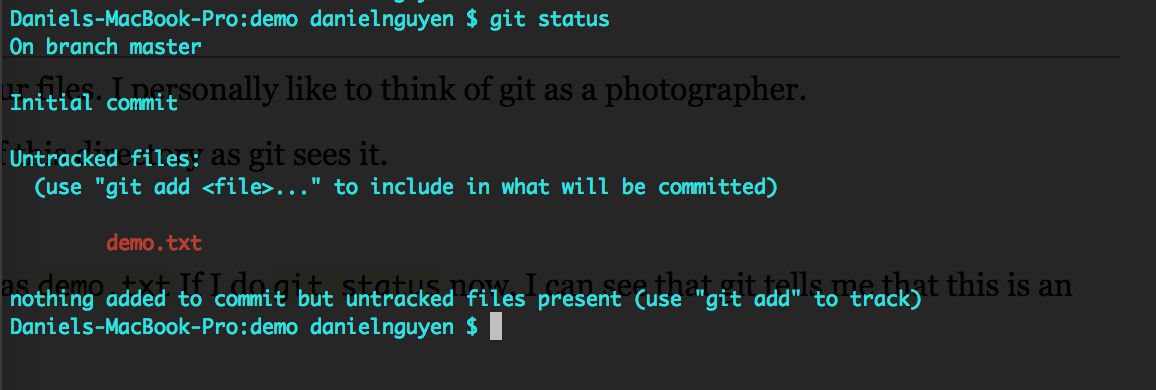 Daniels-MacBook-Pro:demo danielnguyen $ git status
On branch master
ur files. I personally like to think of git as a photographer.
Initial commit
f this directory as git sees it.
Untracked files:
(use "git add <file>..." to include in what will be committed)
demo.txt
as demo.txt If I do git status now, I can see that git tells me that this is an
nothing added to commit but untracked files present (use "git add" to track)
Daniels-MacBook-Pro:demo danielnguyen $